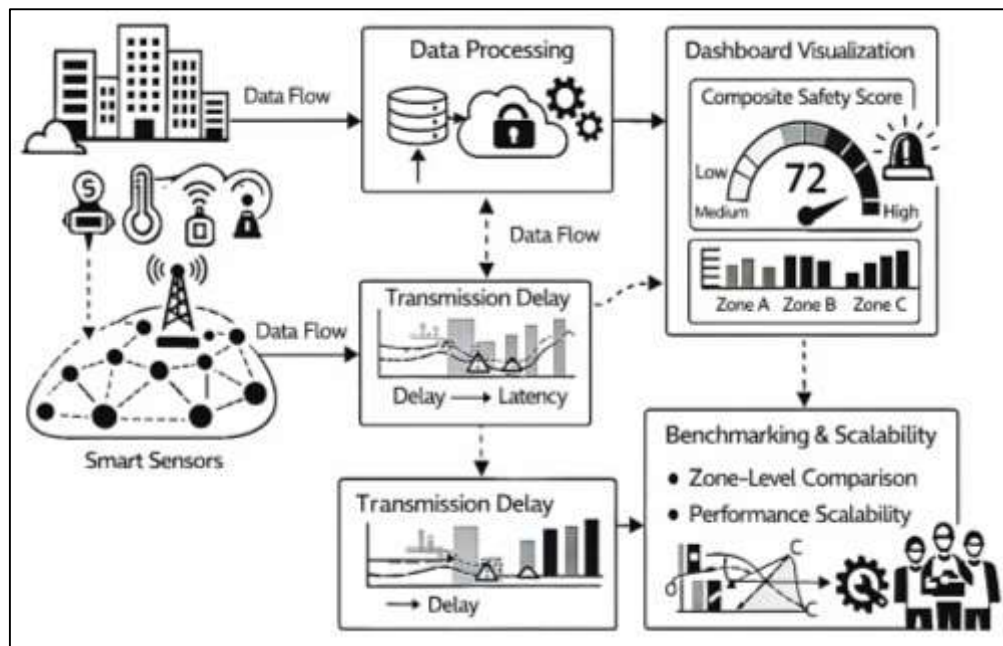 Data Processing
Data Flow
Dashboard Visualization
Composite Safety Score
Low
72
Medium
High
S
Data Flow
Zone A Zone B Zone C
Transmission Delay
Data Flow
Delay → Latency
Smart Sensors
Transmission Delay
→ Delay
Benchmarking & Scalability
• Zone-Level Comparison
• Performance Scalability
C
C